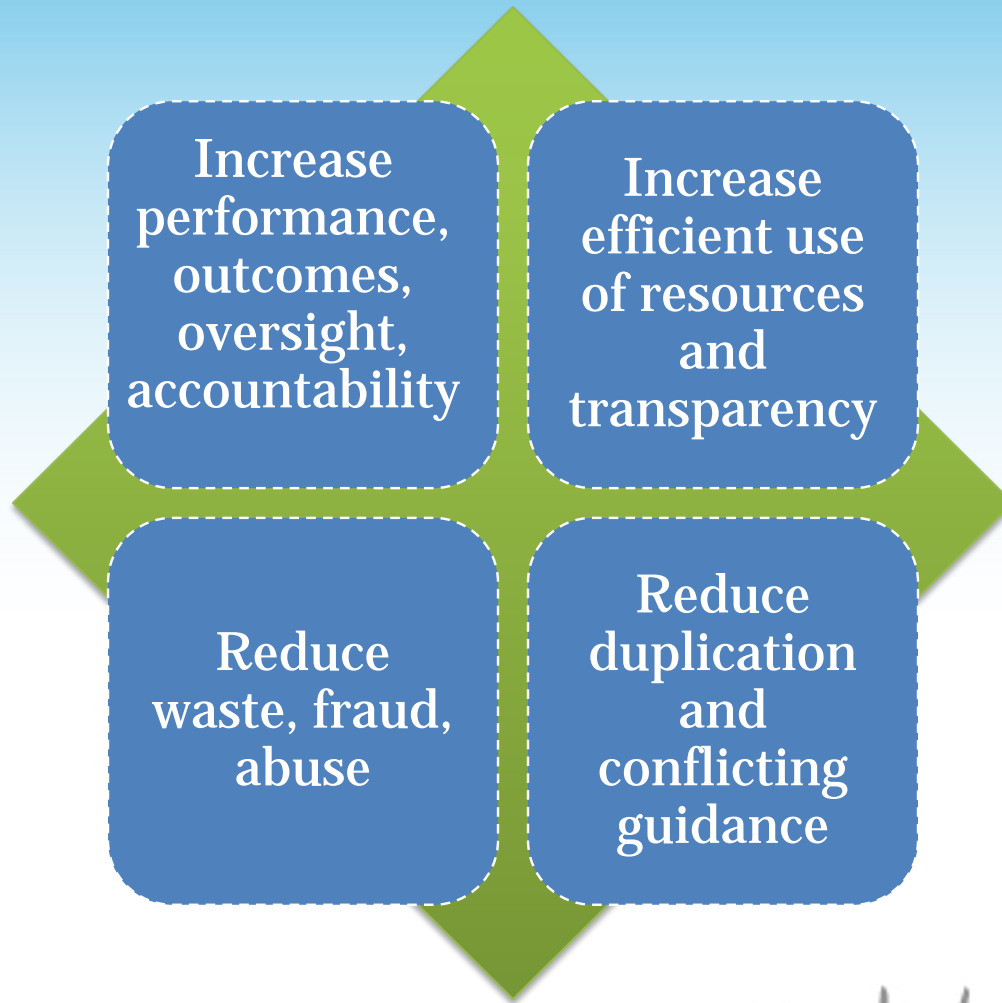 Increase
performance,
outcomes,
oversight,
accountability
Increase
efficient use
of resources
and
transparency
Reduce
waste, fraud,
abuse
Reduce
duplication
and
conflicting
guidance